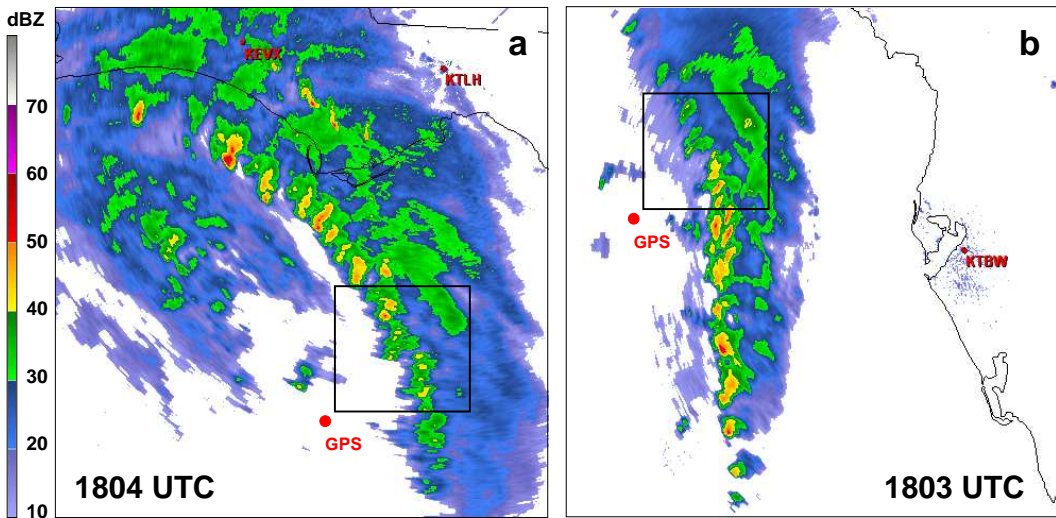 dBZ
70
60
50
40
30
20
10
a
KEVX
KTLH
GPS
1804 UTC
b
GPS
KTBW
1803 UTC